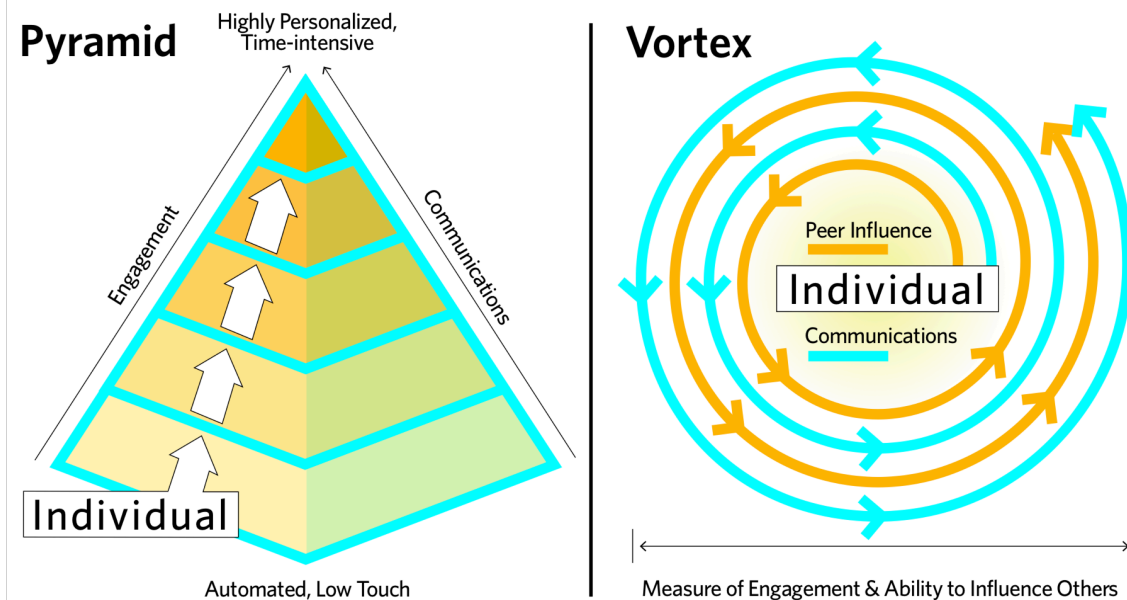 Pyramid
Highly Personalized,
Time-intensive
Engagement
Communications
Individual
Automated, Low Touch
Vortex
Peer Influence
Individual
Communications
Measure of Engagement & Ability to Influence Others